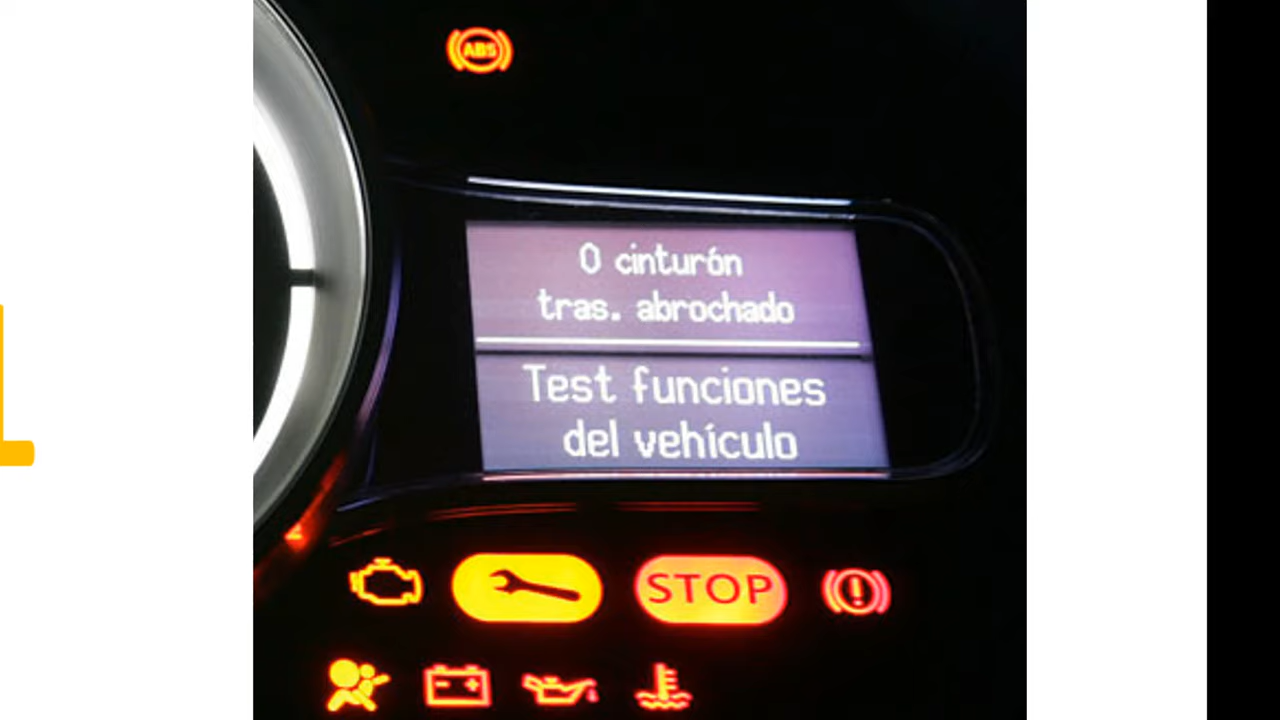 ABS
0 cinturón
tras. abrochado
Test funciones
del vehículo
STOP